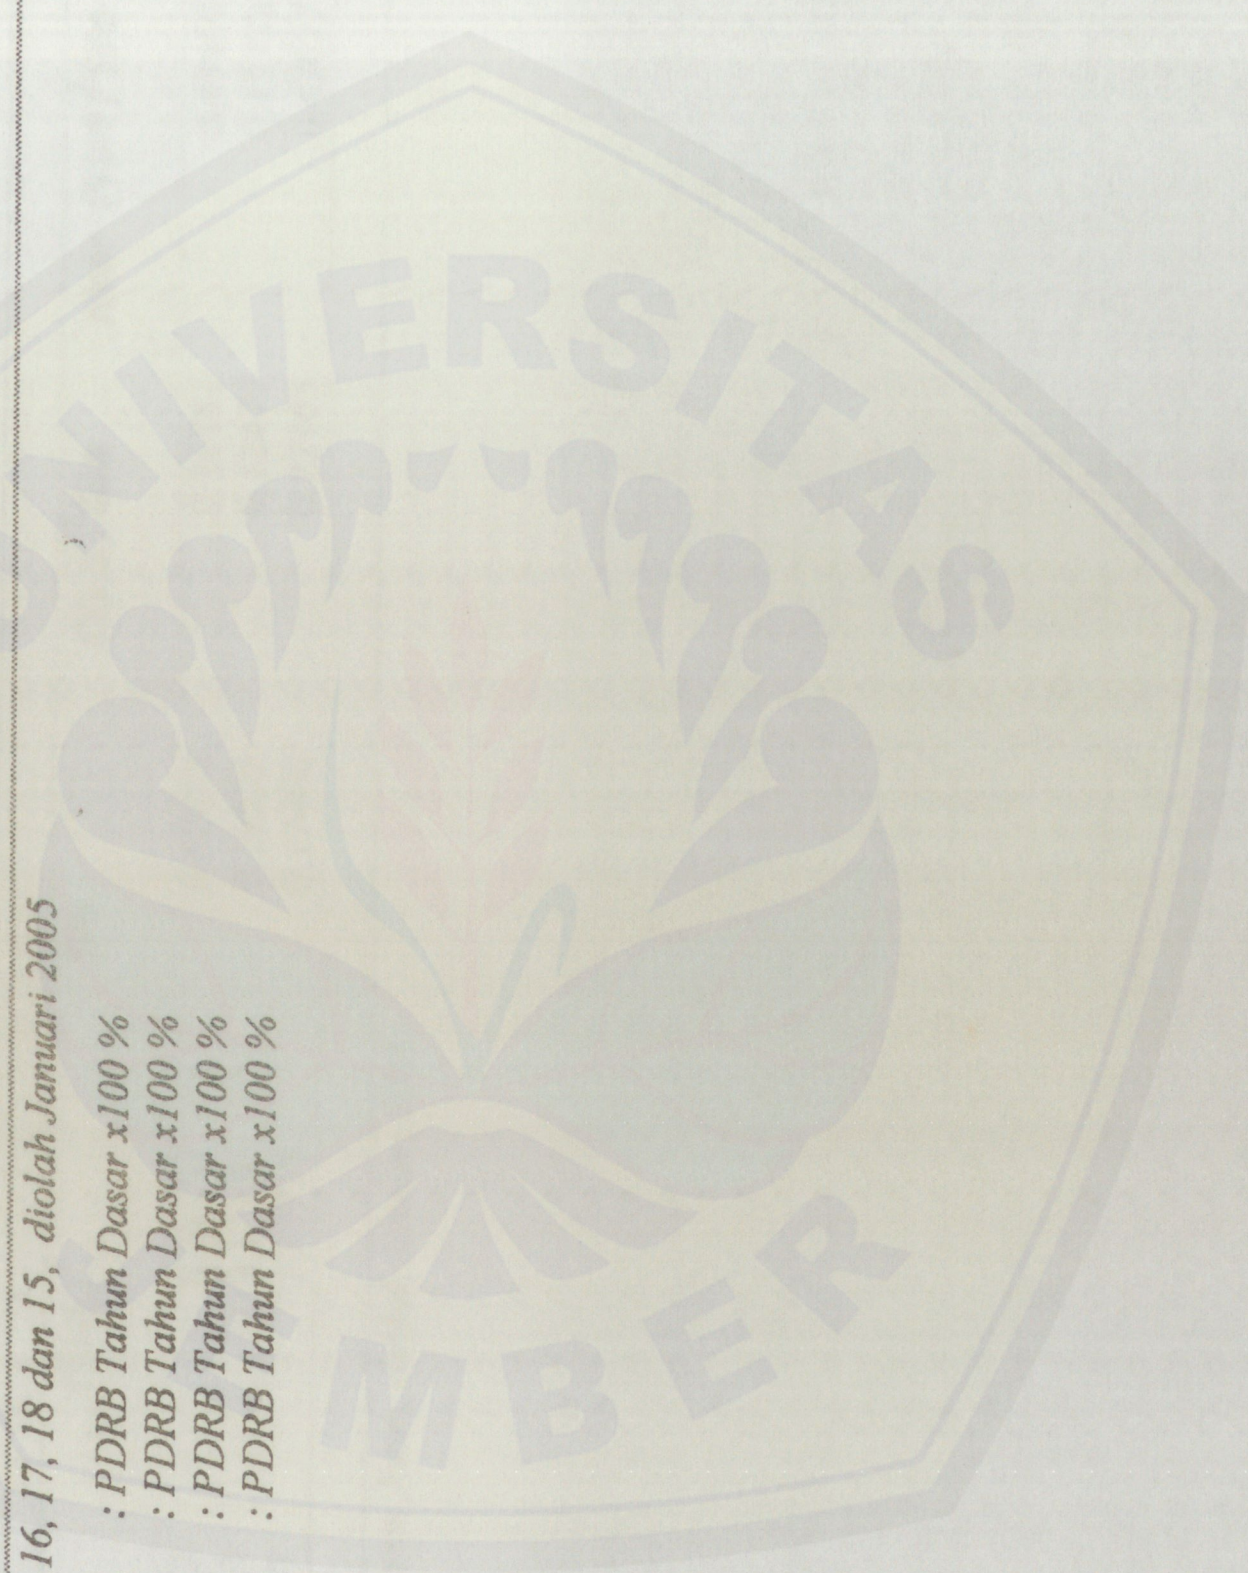 16, 17, 18 dan 15, diolah Januari 2005
: PDRB Tahun Dasar x100 %
: PDRB Tahun Dasar x100 %
: PDRB Tahun Dasar x100 %
: PDRB Tahun Dasar x100 %
UNIVERSITAS
JEMBER